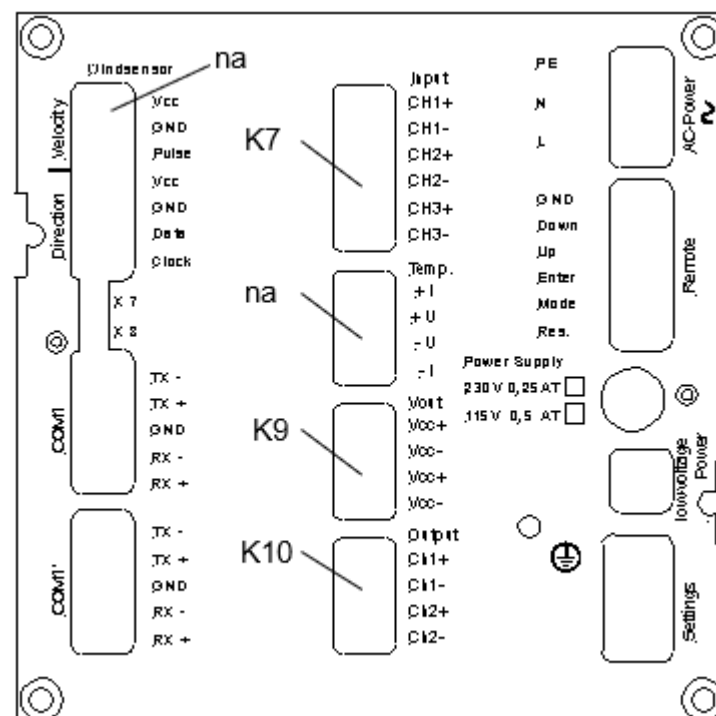 Windsensor
na
Velocity
Direction
Vcc
GND
Pulse
Vcc
GND
Data
Clock
X 7
X 8
COM1
TX -
TX +
GND
RX -
RX +
COM1'
TX -
TX +
GND
RX -
RX +
K7
Input
CH1+
CH1-
CH2+
CH2-
CH3+
CH3-
na
Temp.
+ I
+ U
- U
- I
K9
Vout
Vcc+
Vcc-
Vcc+
Vcc-
K10
Output
Ch1+
Ch1-
Ch2+
Ch2-
PE
N
L
AC-Power
~
GND
Down
Up
Enter
Mode
Res.
Remote
Power Supply
230 V 0,25 AT
115 V 0,5 AT
lowvoltage
Power
Settings